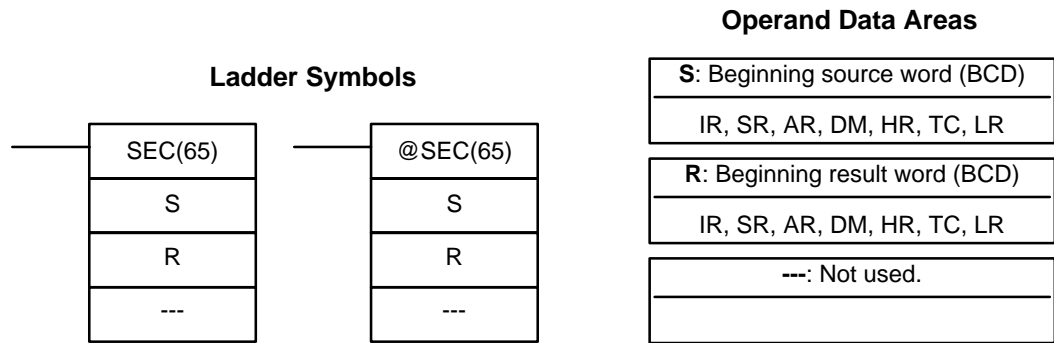 Ladder Symbols
SEC(65)
S
R
---
@SEC(65)
S
R
---
Operand Data Areas
S: Beginning source word (BCD)
IR, SR, AR, DM, HR, TC, LR
R: Beginning result word (BCD)
IR, SR, AR, DM, HR, TC, LR
---: Not used.